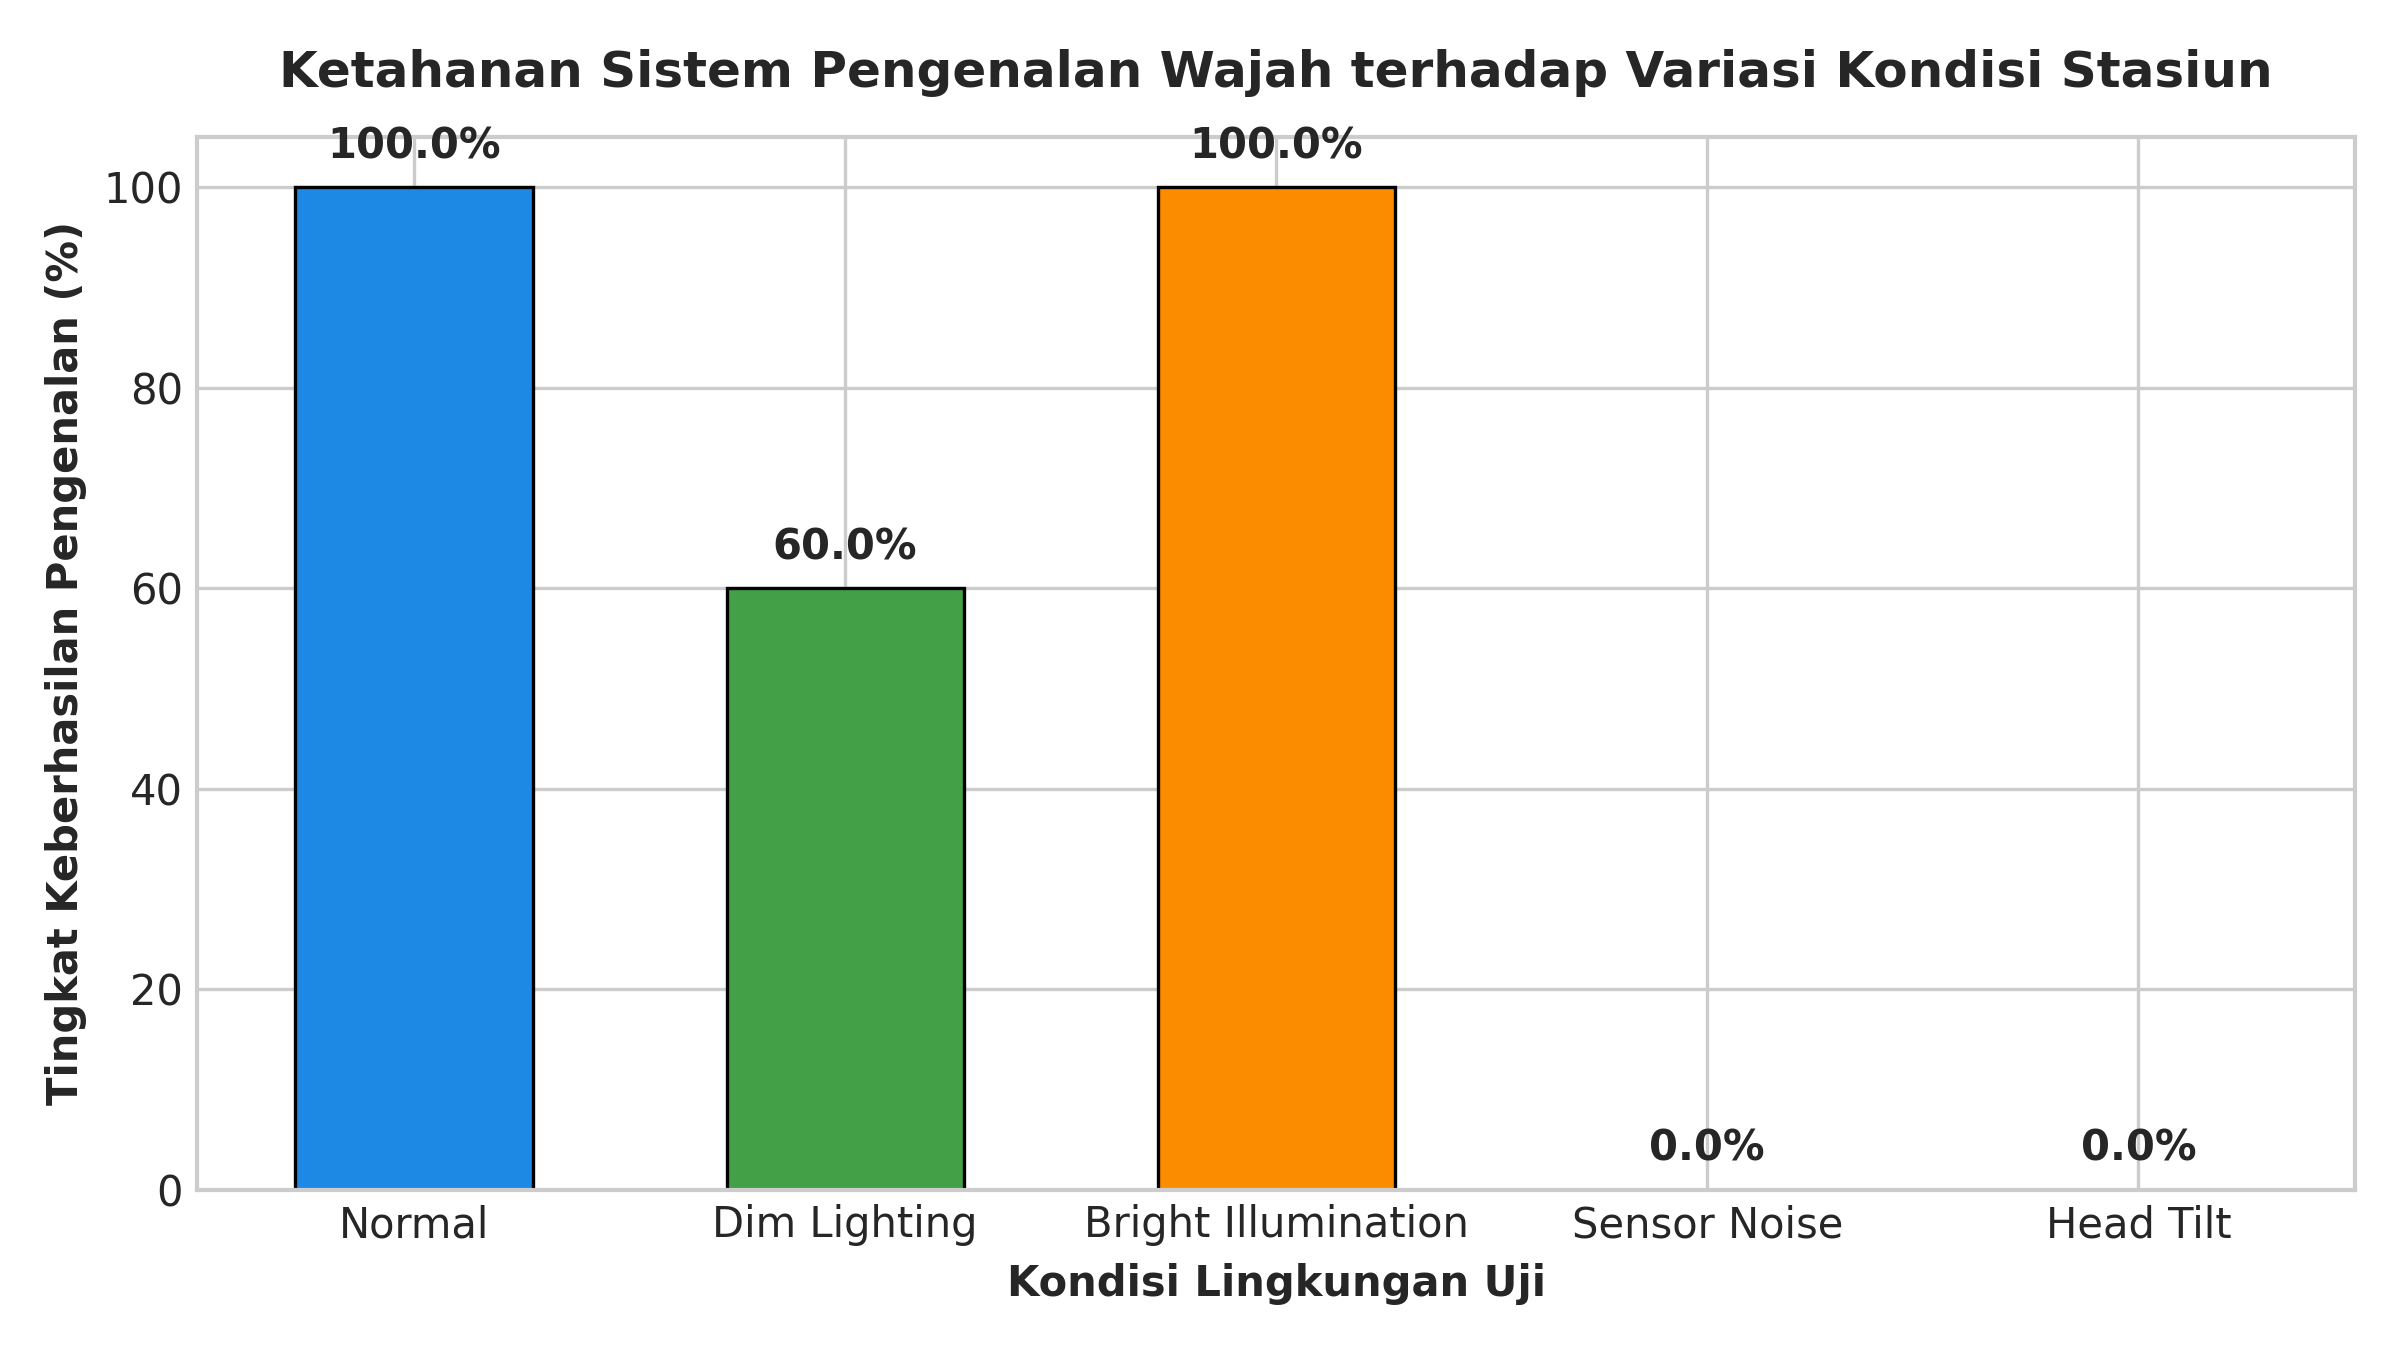 Ketahanan Sistem Pengenalan Wajah terhadap Variasi Kondisi Stasiun
Tingkat Keberhasilan Pengenalan (%)
100
80
60
40
20
0
100.0%
60.0%
100.0%
0.0%
0.0%
Normal
Dim Lighting
Bright Illumination
Sensor Noise
Head Tilt
Kondisi Lingkungan Uji